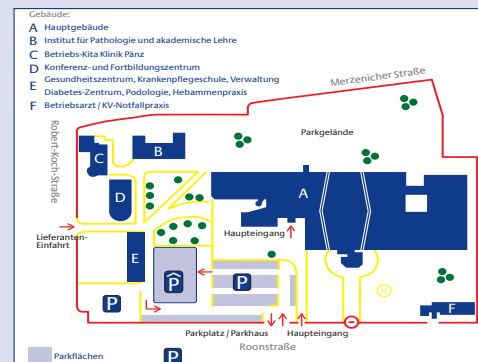 Gebäude:
A Hauptgebäude
B Institut für Pathologie und akademische Lehre
C Betriebs-Kita Klinik Pänz
D Konferenz- und Fortbildungszentrum
E Gesundheitszentrum, Krankenpflegeschule, Verwaltung
Diabetes-Zentrum, Podologie, Hebammenpraxis
F Betriebsarzt / KV-Notfallpraxis
Merzenicher Straße
Robert-Koch-Straße
Parkgelände
C
B
D
A
Lieferanten-
Einfahrt
Haupteingang
E
P
P
P
F
Parkplatz / Parkhaus
Haupteingang
Roonstraße
Parkflächen
P